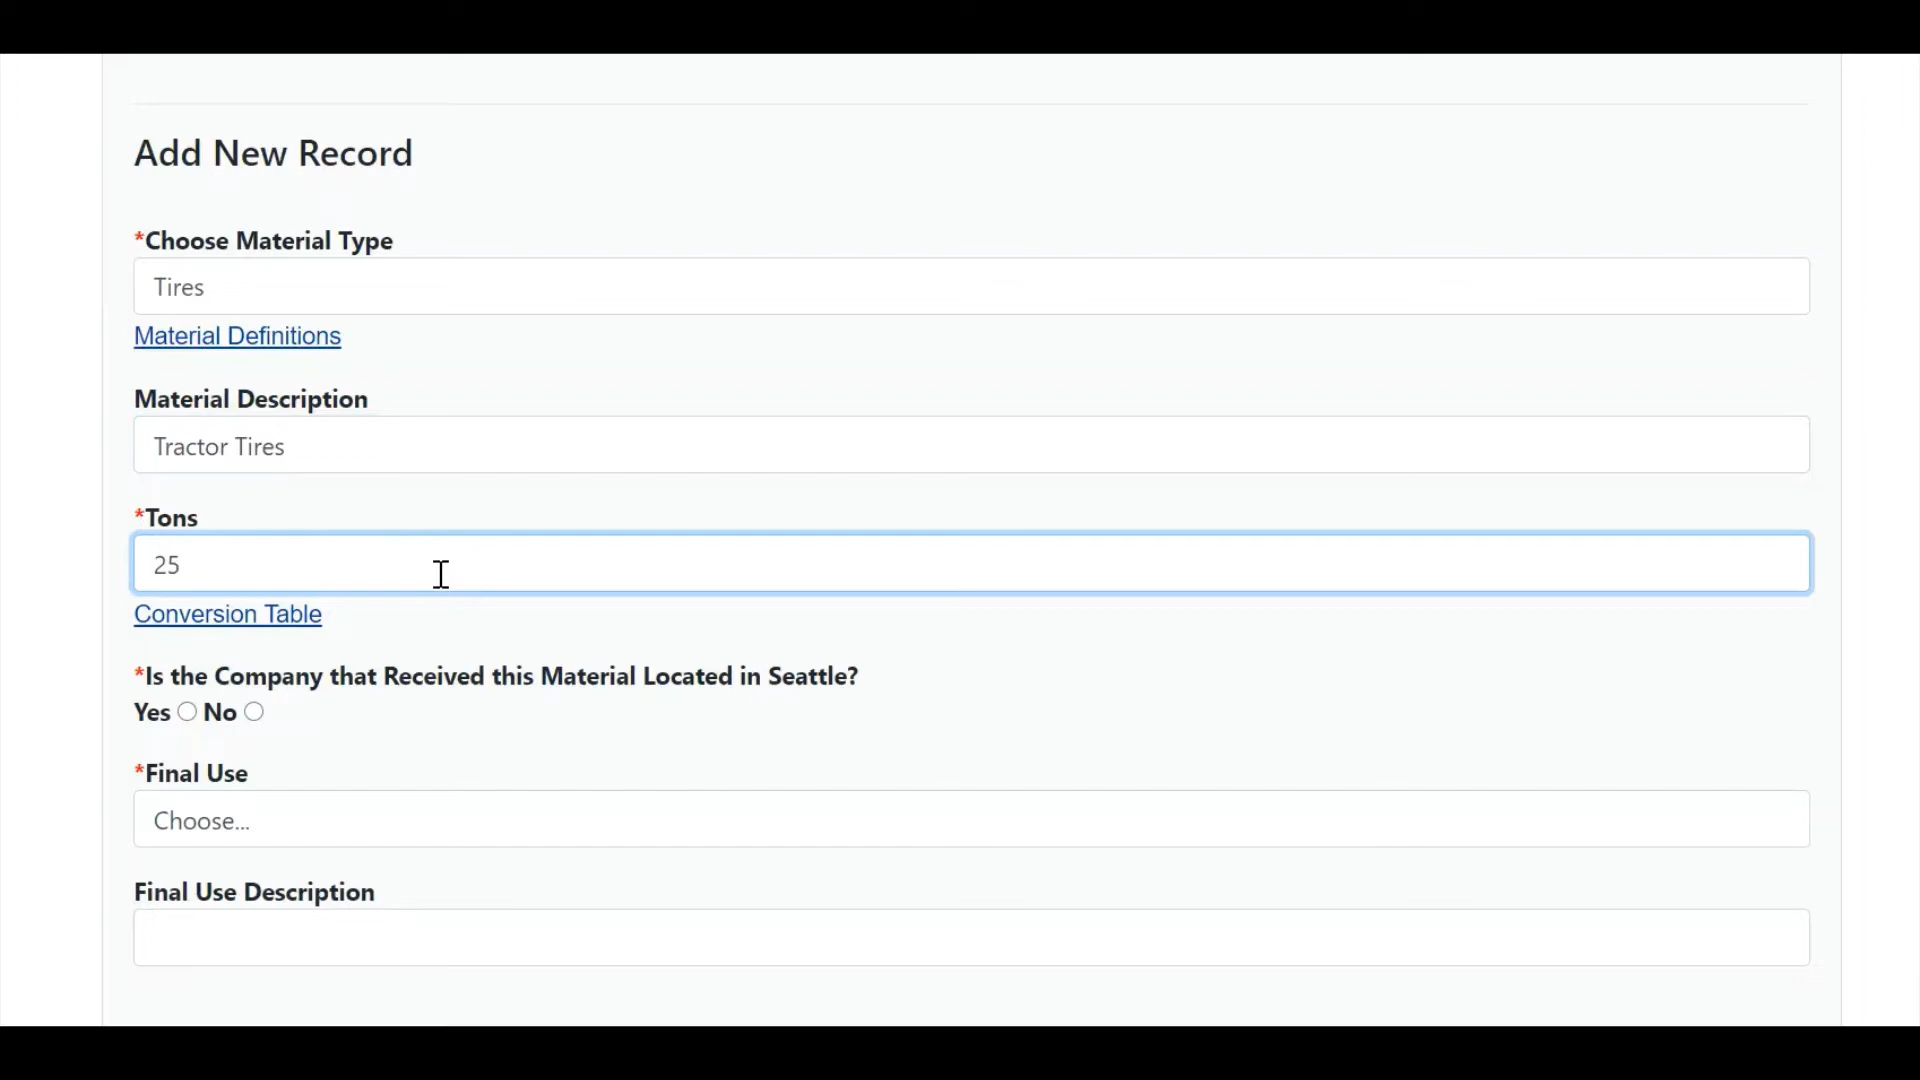 Add New Record
*Choose Material Type
Tires
Material Definitions
Material Description
Tractor Tires
*Tons
25
Conversion Table
*Is the Company that Received this Material Located in Seattle?
Yes No
*Final Use
Choose...
Final Use Description